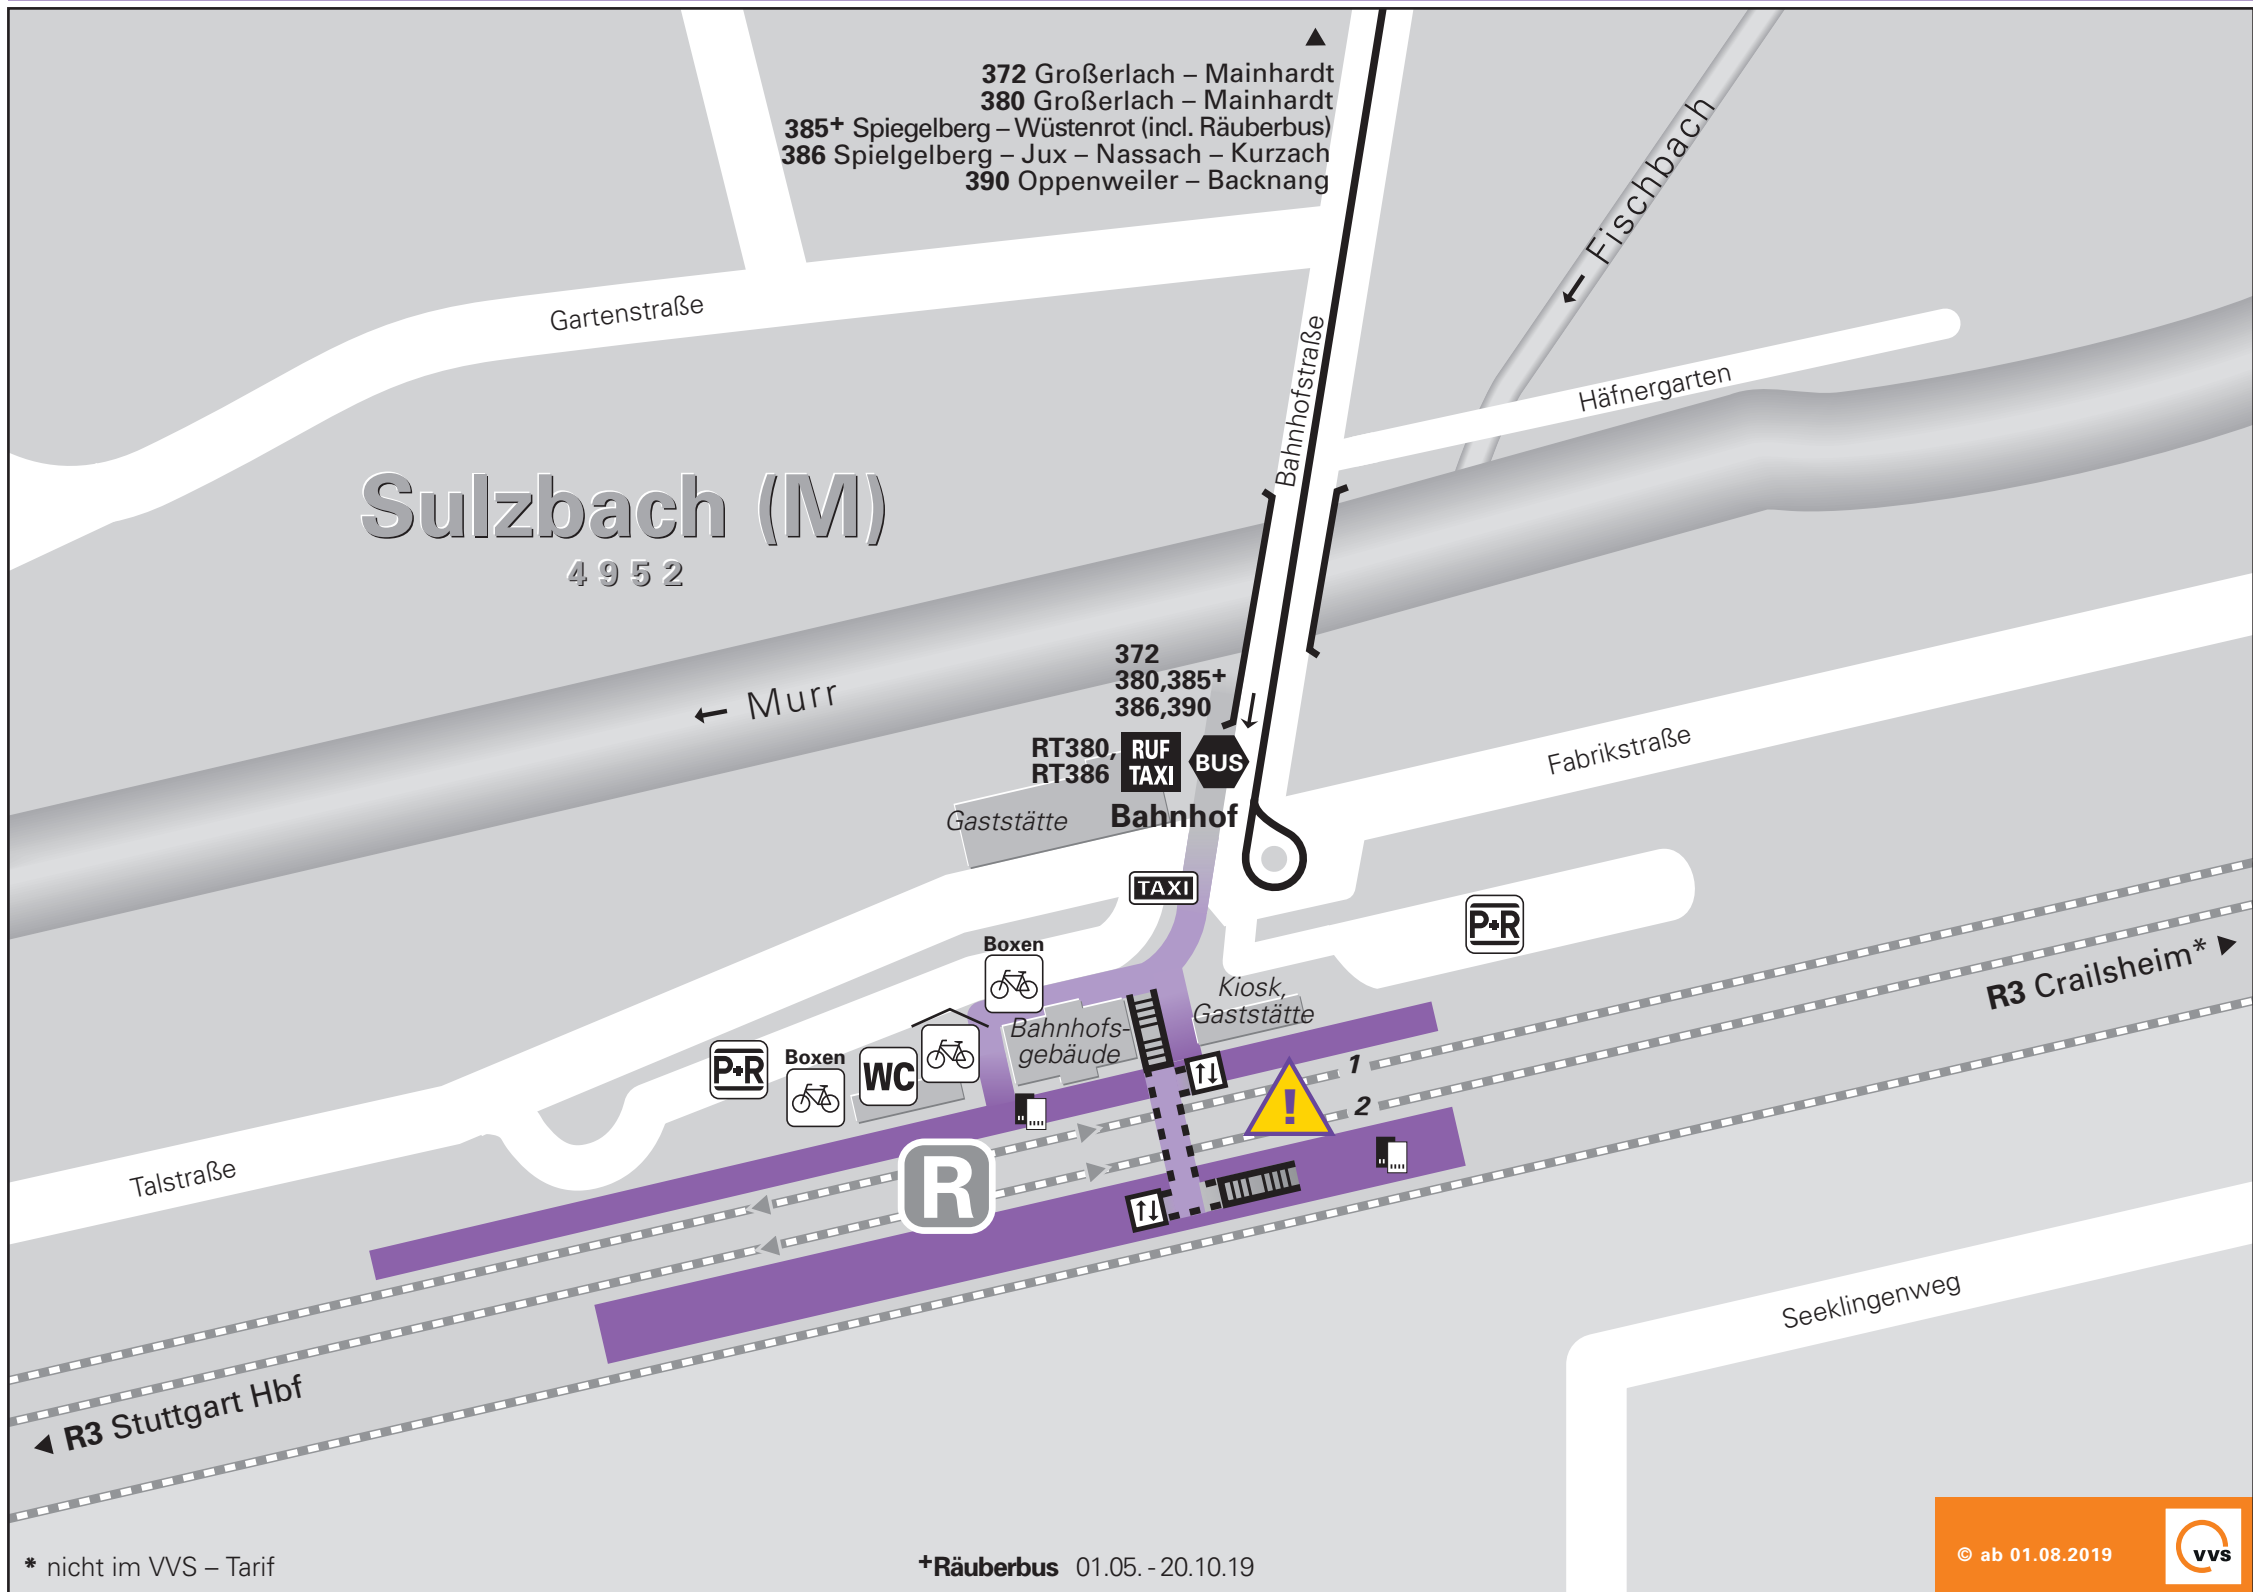 372 Großerlach – Mainhardt
380 Großerlach – Mainhardt
385+ Spiegelberg – Wüstenrot (incl. Räuberbus)
386 Spielgelberg – Jux – Nassach – Kurzach
390 Oppenweiler – Backnang
Fischbach
Gartenstraße
Bahnhofstraße
Häfnergarten
Sulzbach (M)
4952
Murr
372
380,385+
386,390
RT380,
RT386
RUF
TAXI
BUS
Bahnhof
Gaststätte
Fabrikstraße
TAXI
P+R
Boxen
Kiosk,
Gaststätte
R3 Crailsheim*
Bahnhofs-
gebäude
P+R
Boxen
WC
1
2
!
R
Talstraße
Seeklingenweg
R3 Stuttgart Hbf
* nicht im VVS – Tarif
+Räuberbus 01.05. - 20.10.19
© ab 01.08.2019
vvs